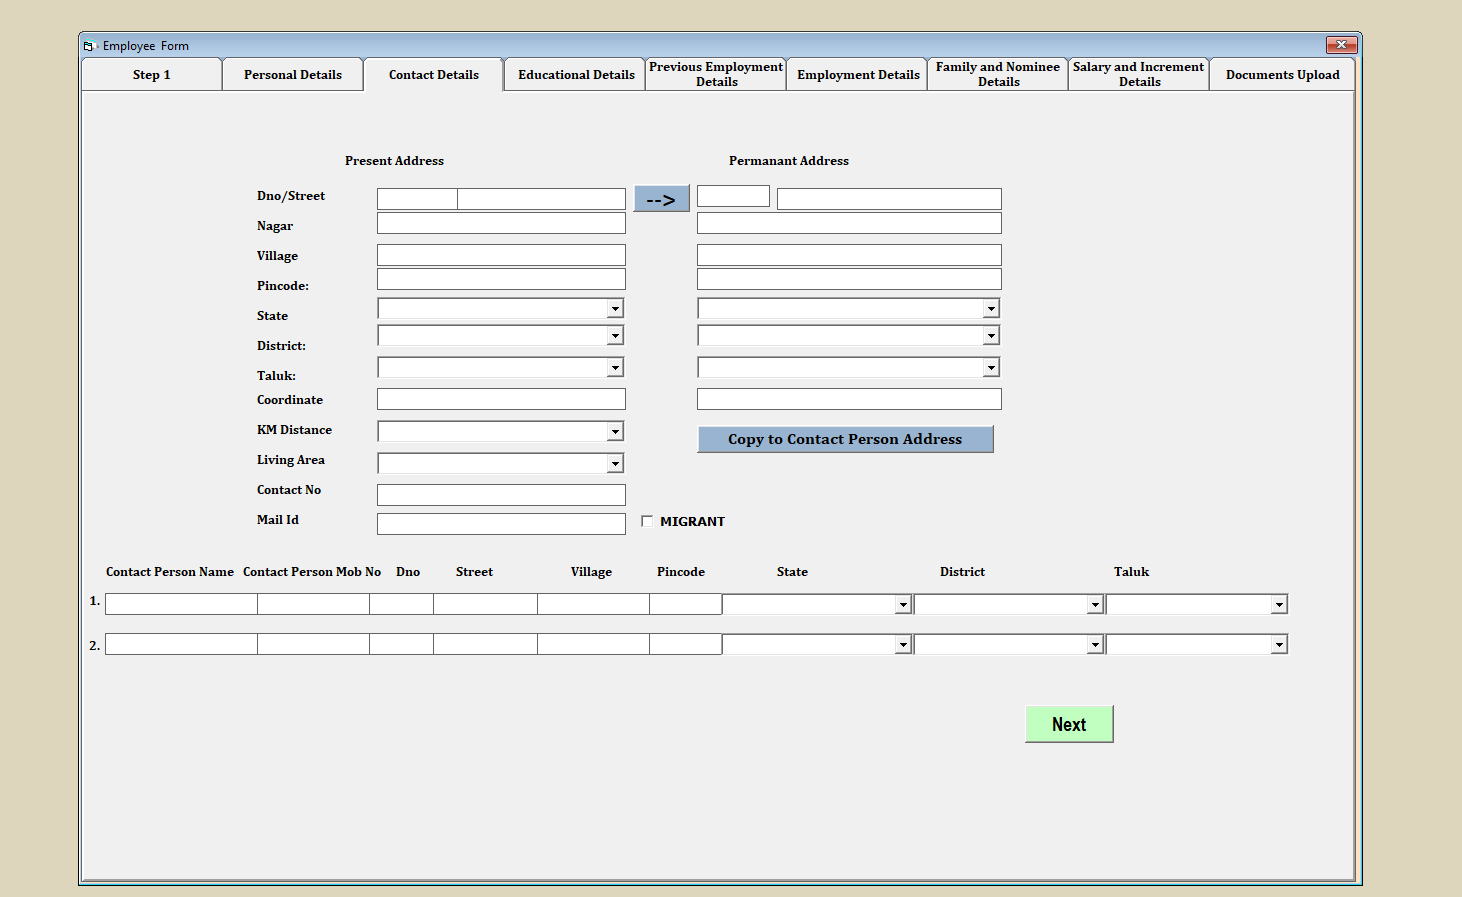 Employee Form
Step 1
Personal Details
Contact Details
Educational Details
Previous Employment
Details
Employment Details
Family and Nominee
Details
Salary and Increment
Details
Documents Upload
Present Address
Permanant Address
Dno/Street
-->
Nagar
Village
Pincode:
State
District:
Taluk:
Coordinate
KM Distance
Copy to Contact Person Address
Living Area
Contact No
Mail Id
MIGRANT
Contact Person Name Contact Person Mob No Dno Street Village Pincode State District Taluk
1.
2.
Next